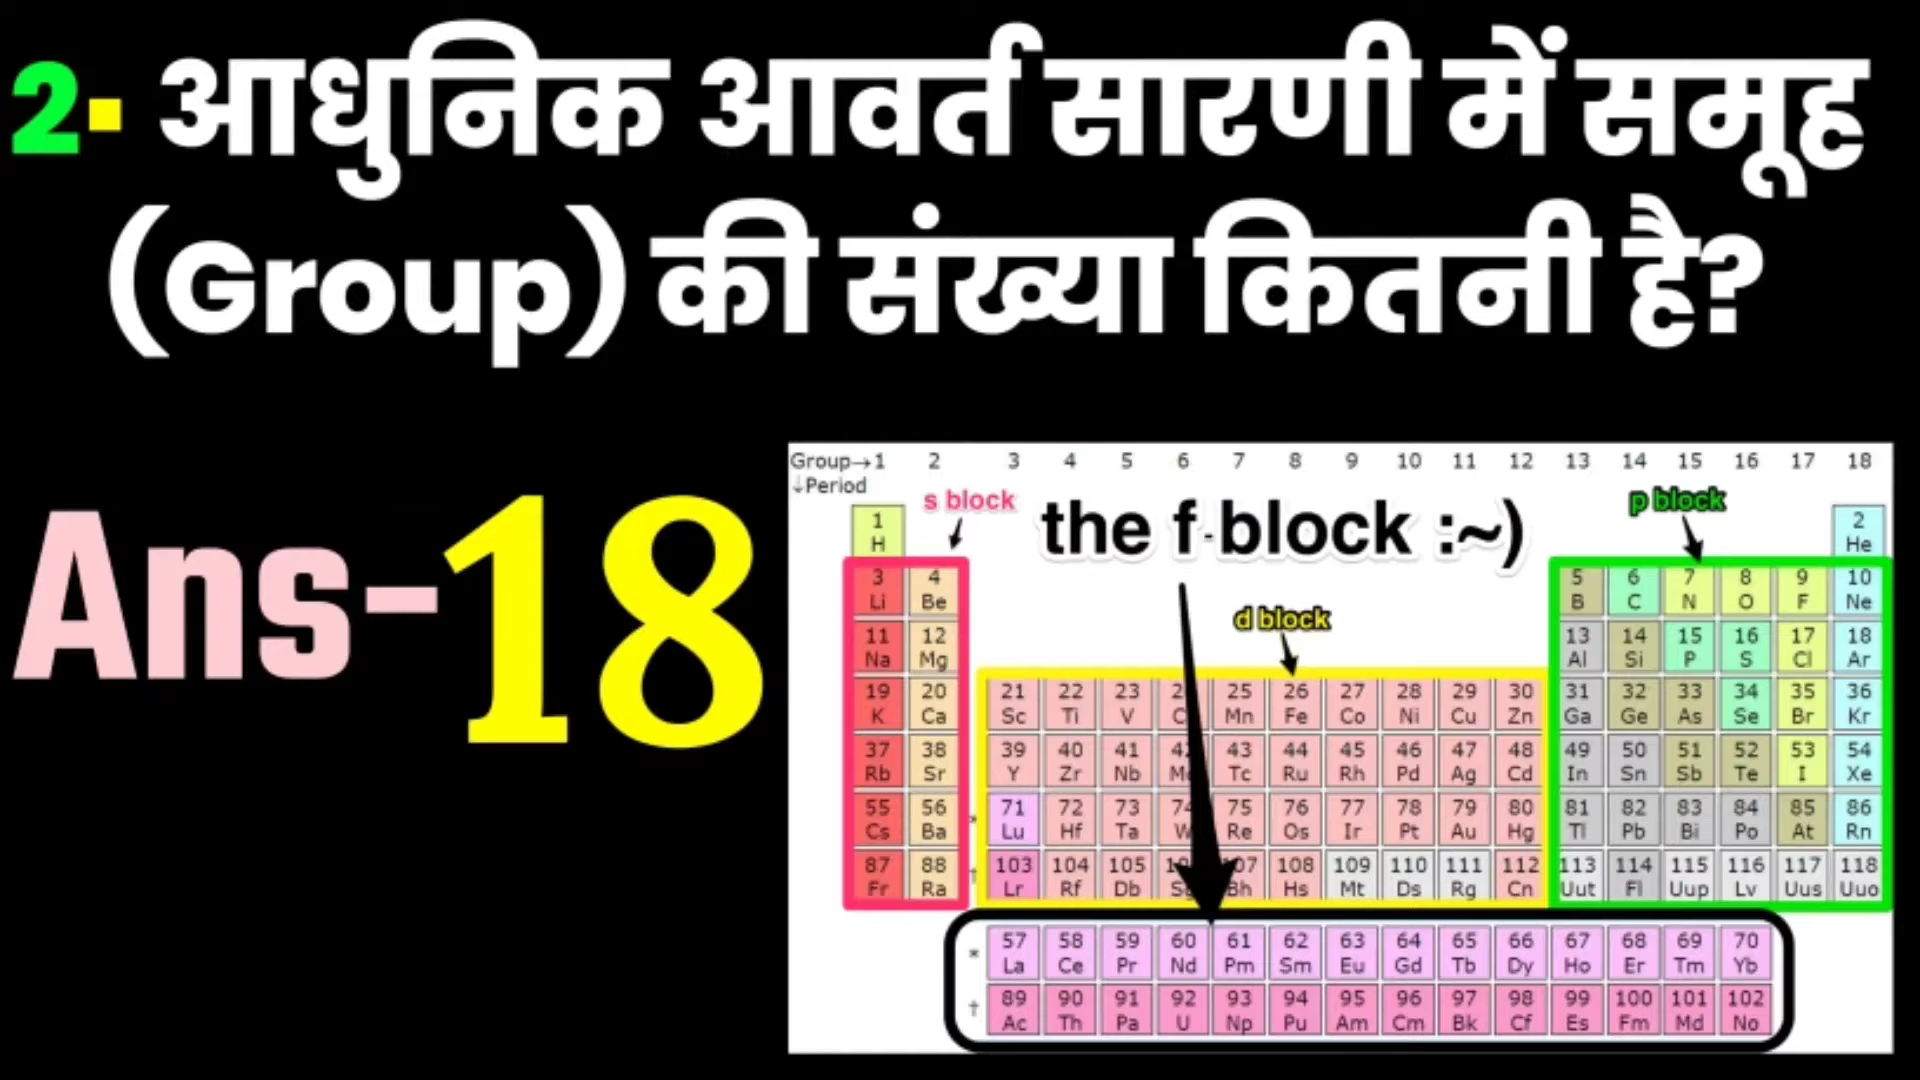 2. आधुनिक आवर्त सारणी में समूह
(Group) की संख्या कितनी है?
Ans-18
Group→1 2 3 4 5 6 7 8 9 10 11 12 13 14 15 16 17 18
↓Period
s block
the f-block :~)
p block
d block
1 2
H He
3 4 5 6 7 8 9 10
Li Be B C N O F Ne
11 12 13 14 15 16 17 18
Na Mg Al Si P S Cl Ar
19 20 21 22 23 25 26 27 28 29 30 31 32 33 34 35 36
K Ca Sc Ti V Mn Fe Co Ni Cu Zn Ga Ge As Se Br Kr
37 38 39 40 41 43 44 45 46 47 48 49 50 51 52 53 54
Rb Sr Y Zr Nb Tc Ru Rh Pd Ag Cd In Sn Sb Te I Xe
55 56 71 72 73 74 75 76 77 78 79 80 81 82 83 84 85 86
Cs Ba Lu Hf Ta W Re Os Ir Pt Au Hg Tl Pb Bi Po At Rn
87 88 103 104 105 108 109 110 111 112 113 114 115 116 117 118
Fr Ra Lr Rf Db Hs Mt Ds Rg Cn Uut Fl Uup Lv Uus Uuo
* 57 58 59 60 61 62 63 64 65 66 67 68 69 70
La Ce Pr Nd Pm Sm Eu Gd Tb Dy Ho Er Tm Yb
† 89 90 91 92 93 94 95 96 97 98 99 100 101 102
Ac Th Pa U Np Pu Am Cm Bk Cf Es Fm Md No